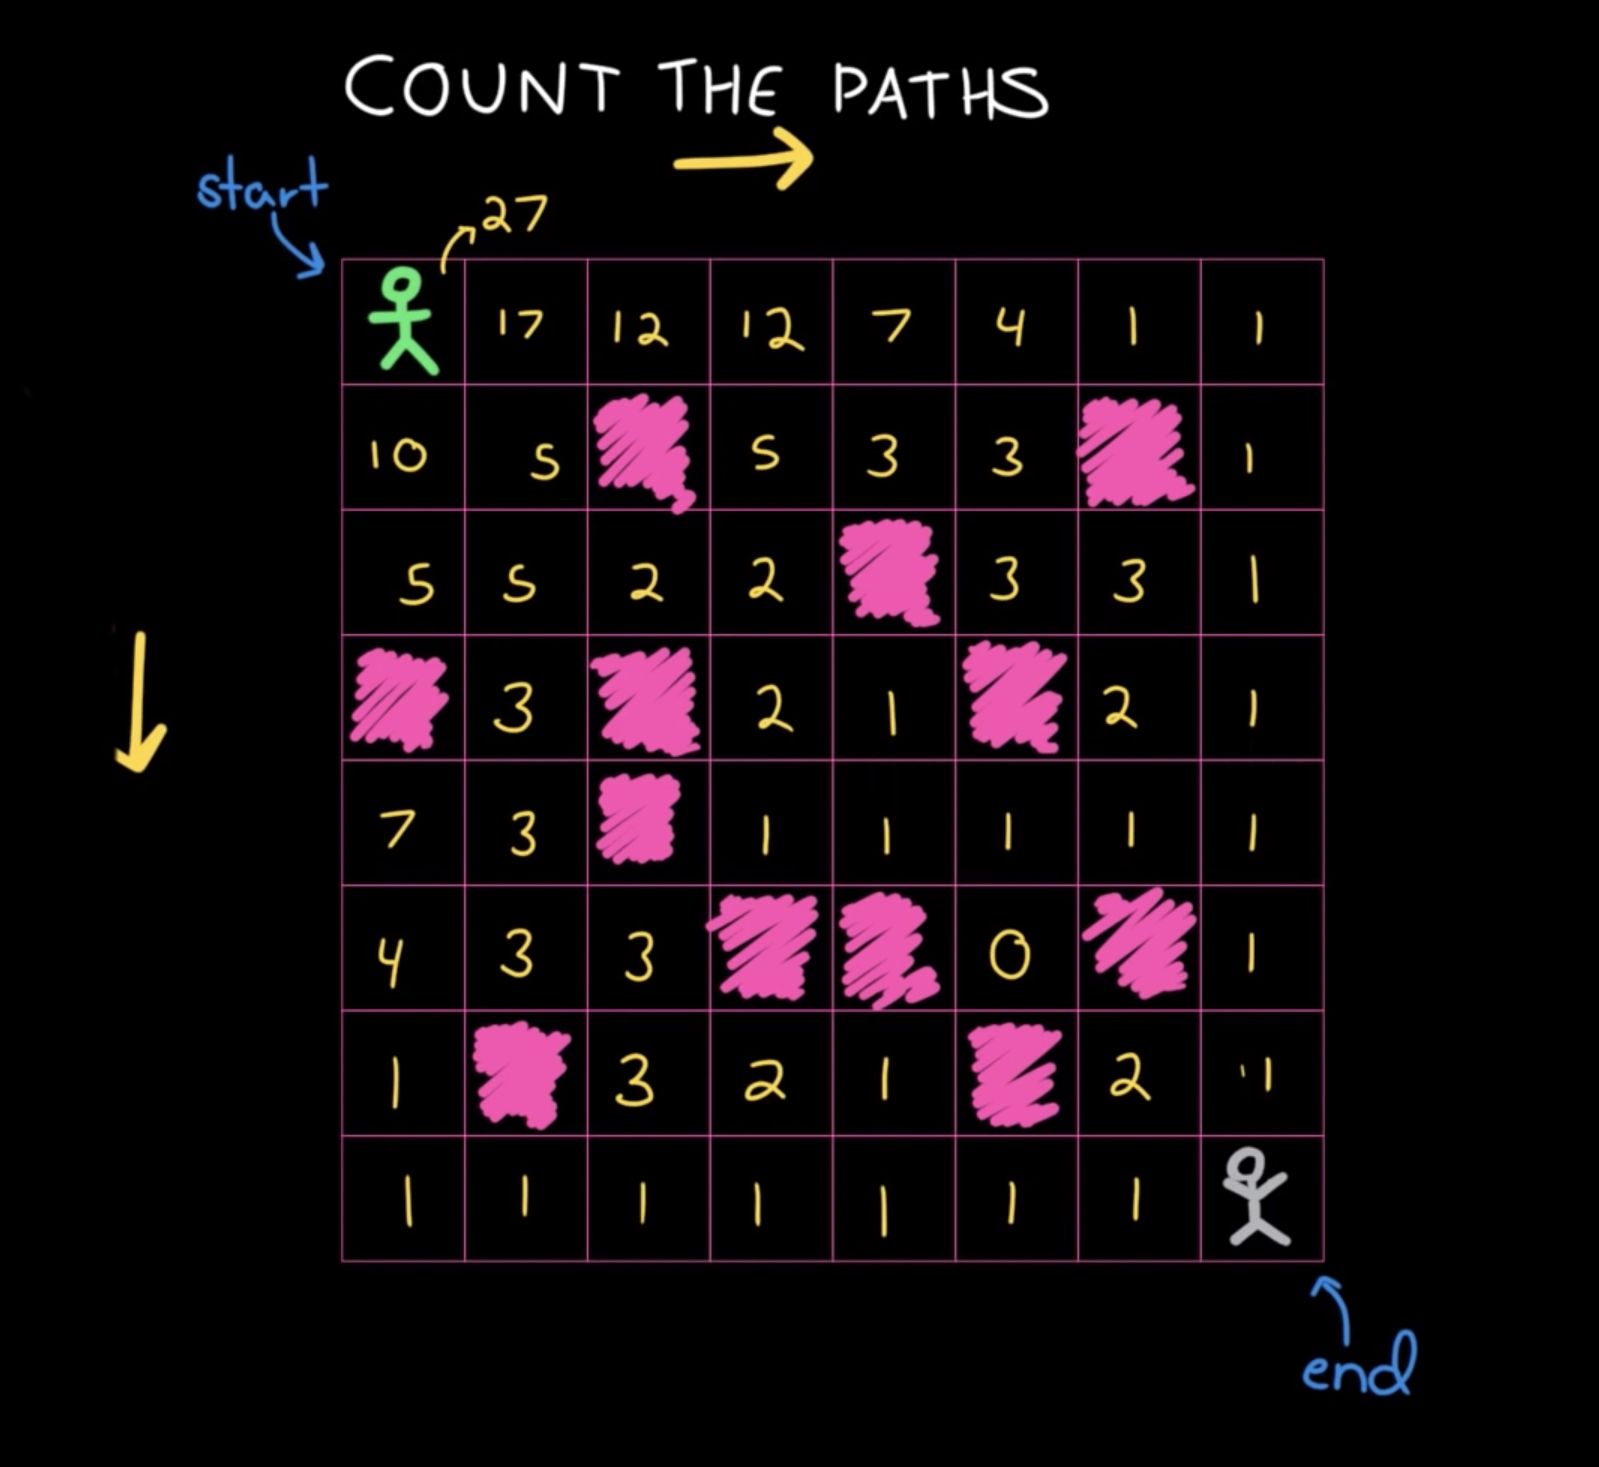 COUNT THE PATHS
start
27
17 12 12 7 4 1 1
10 5 5 3 3 1
5 5 2 2 3 3 1
3 2 1 2 1
7 3 1 1 1 1 1
4 3 3 0 1
1 3 2 1 2 1
1 1 1 1 1 1 1
end